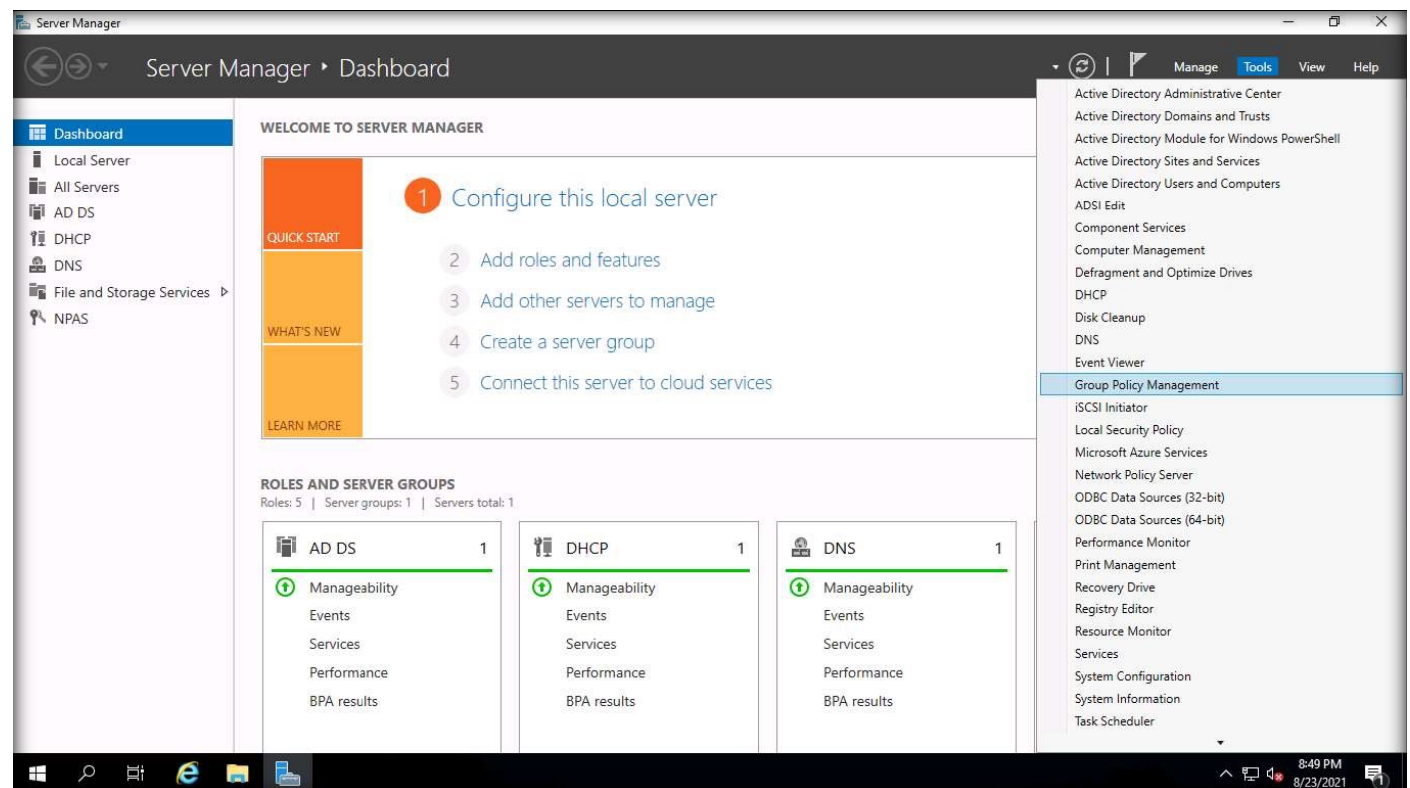 Server Manager
Server Manager ‣ Dashboard
Manage Tools View Help
Dashboard
Local Server
All Servers
AD DS
DHCP
DNS
File and Storage Services
NPAS
WELCOME TO SERVER MANAGER
QUICK START
WHAT'S NEW
LEARN MORE
1 Configure this local server
2 Add roles and features
3 Add other servers to manage
4 Create a server group
5 Connect this server to cloud services
ROLES AND SERVER GROUPS
Roles: 5 | Server groups: 1 | Servers total: 1
AD DS 1
Manageability
Events
Services
Performance
BPA results
DHCP 1
Manageability
Events
Services
Performance
BPA results
DNS 1
Manageability
Events
Services
Performance
BPA results
Active Directory Administrative Center
Active Directory Domains and Trusts
Active Directory Module for Windows PowerShell
Active Directory Sites and Services
Active Directory Users and Computers
ADSI Edit
Component Services
Computer Management
Defragment and Optimize Drives
DHCP
Disk Cleanup
DNS
Event Viewer
Group Policy Management
iSCSI Initiator
Local Security Policy
Microsoft Azure Services
Network Policy Server
ODBC Data Sources (32-bit)
ODBC Data Sources (64-bit)
Performance Monitor
Print Management
Recovery Drive
Registry Editor
Resource Monitor
Services
System Configuration
System Information
Task Scheduler
8:49 PM
8/23/2021
1